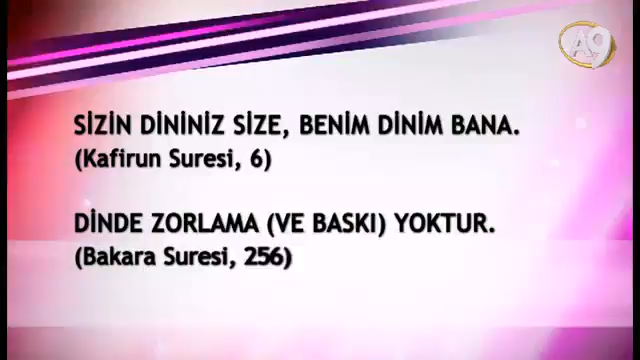 A9
SİZİN DİNİNİZ SİZE, BENİM DİNİM BANA.
(Kafirun Suresi, 6)
DİNDE ZORLAMA (VE BASKI) YOKTUR.
(Bakara Suresi, 256)